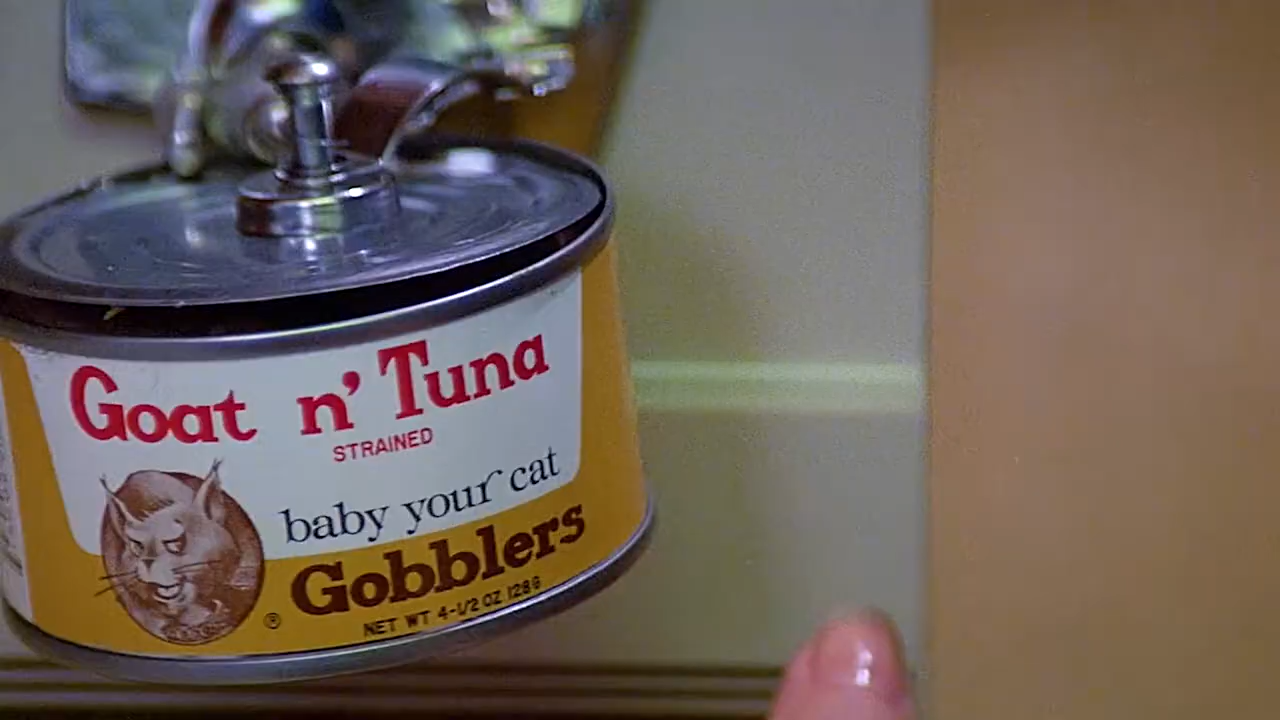 Goat n' Tuna
STRAINED
baby your cat
Gobblers
®
NET WT 4-1/2 OZ 128G